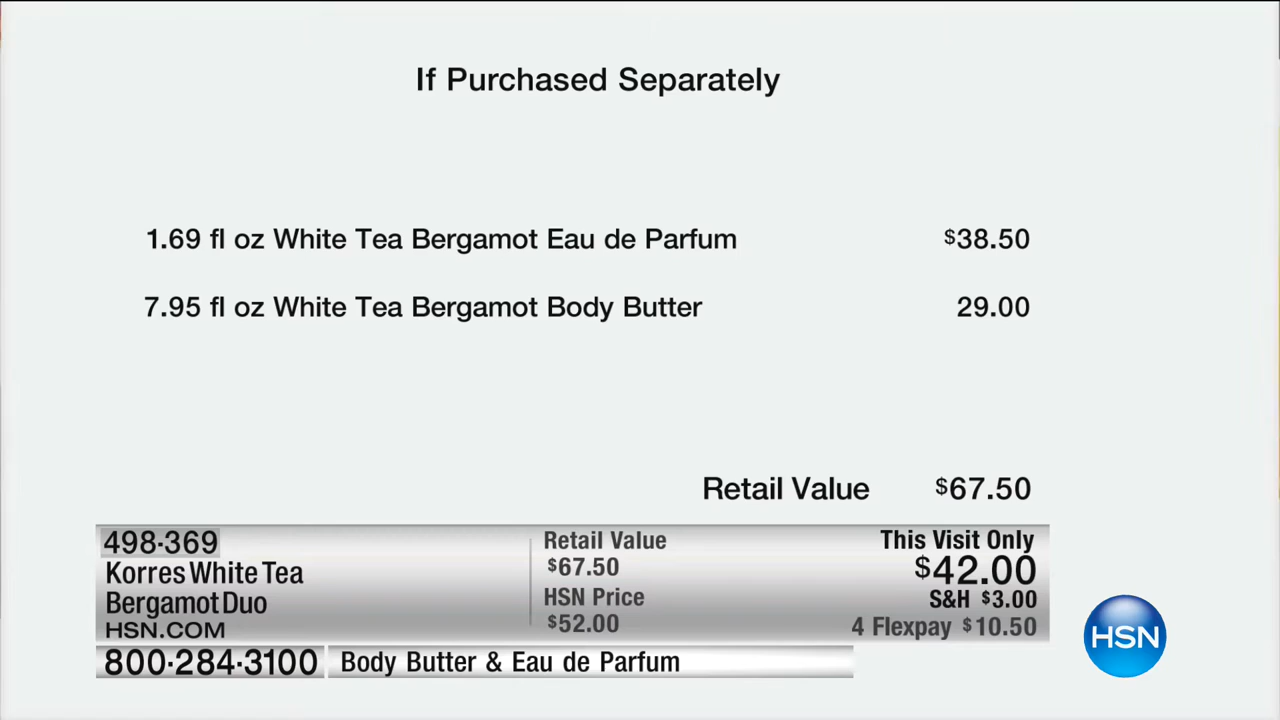 If Purchased Separately
1.69 fl oz White Tea Bergamot Eau de Parfum $38.50
7.95 fl oz White Tea Bergamot Body Butter 29.00
Retail Value $67.50
498·369
Korres White Tea
Bergamot Duo
HSN.COM
800·284·3100
Retail Value
$67.50
HSN Price
$52.00
This Visit Only
$42.00
S&H $3.00
4 Flexpay $10.50
Body Butter & Eau de Parfum
HSN